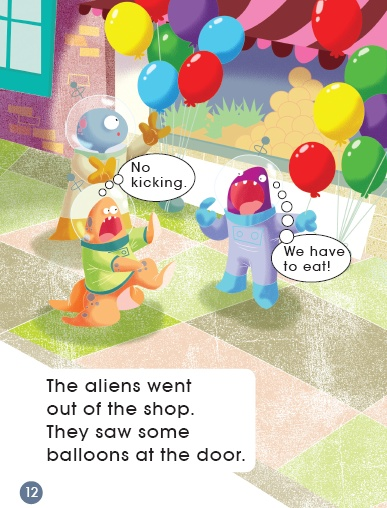 No
kicking.
We have
to eat!
The aliens went
out of the shop.
They saw some
balloons at the door.
12